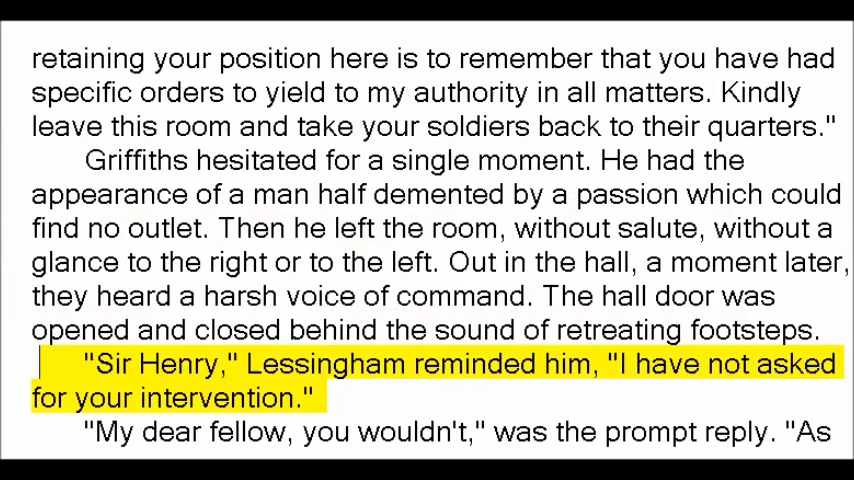 retaining your position here is to remember that you have had
specific orders to yield to my authority in all matters. Kindly
leave this room and take your soldiers back to their quarters."
Griffiths hesitated for a single moment. He had the
appearance of a man half demented by a passion which could
find no outlet. Then he left the room, without salute, without a
glance to the right or to the left. Out in the hall, a moment later,
they heard a harsh voice of command. The hall door was
opened and closed behind the sound of retreating footsteps.
"Sir Henry," Lessingham reminded him, "I have not asked
for your intervention."
"My dear fellow, you wouldn't," was the prompt reply. "As